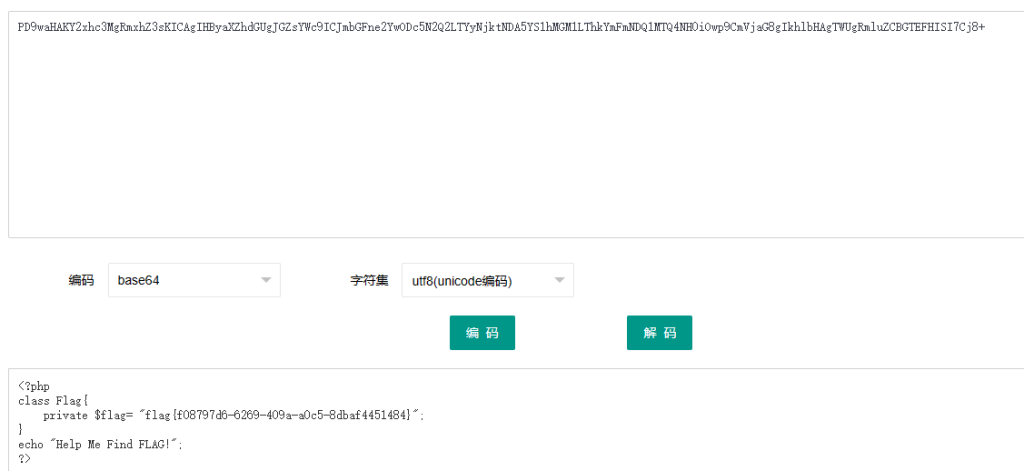 PD9waHAKY2xhc3MgRmxhZ3sKICAgIHByaXZhdGUgJGZsYWc9ICJmbGFne2YwODc5N2Q2LTYyNjktNDA5YS1hMGM1LThkYmFmNDQ1MTQ4NH0iOwp9CmVjaG8gIkhlbHAgTWUgRmluZCBGTEFHISI7Cj8+
编码 base64 字符集 utf8(unicode编码)
编 码 解 码
<?php
class Flag{
    private $flag= "flag{f08797d6-6269-409a-a0c5-8dbaf4451484}";
}
echo "Help Me Find FLAG!";
?>